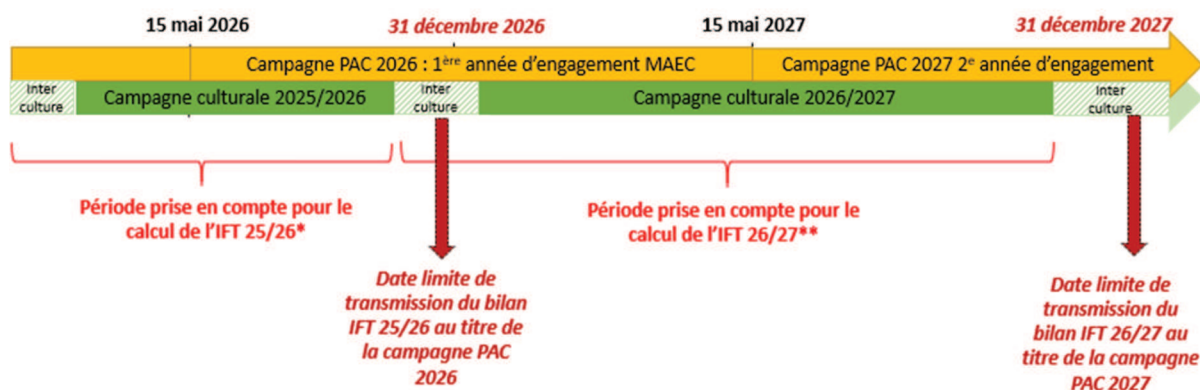 15 mai 2026
31 décembre 2026
15 mai 2027
31 décembre 2027
Campagne PAC 2026 : 1ère année d'engagement MAEC
Campagne PAC 2027 2e année d'engagement
Inter
culture
Campagne culturale 2025/2026
Inter
culture
Campagne culturale 2026/2027
Inter
culture
Période prise en compte pour le
calcul de l'IFT 25/26*
Période prise en compte pour le
calcul de l'IFT 26/27**
Date limite de
transmission du bilan
IFT 25/26 au titre de
la campagne PAC
2026
Date limite de
transmission du
bilan IFT 26/27 au
titre de la campagne
PAC 2027